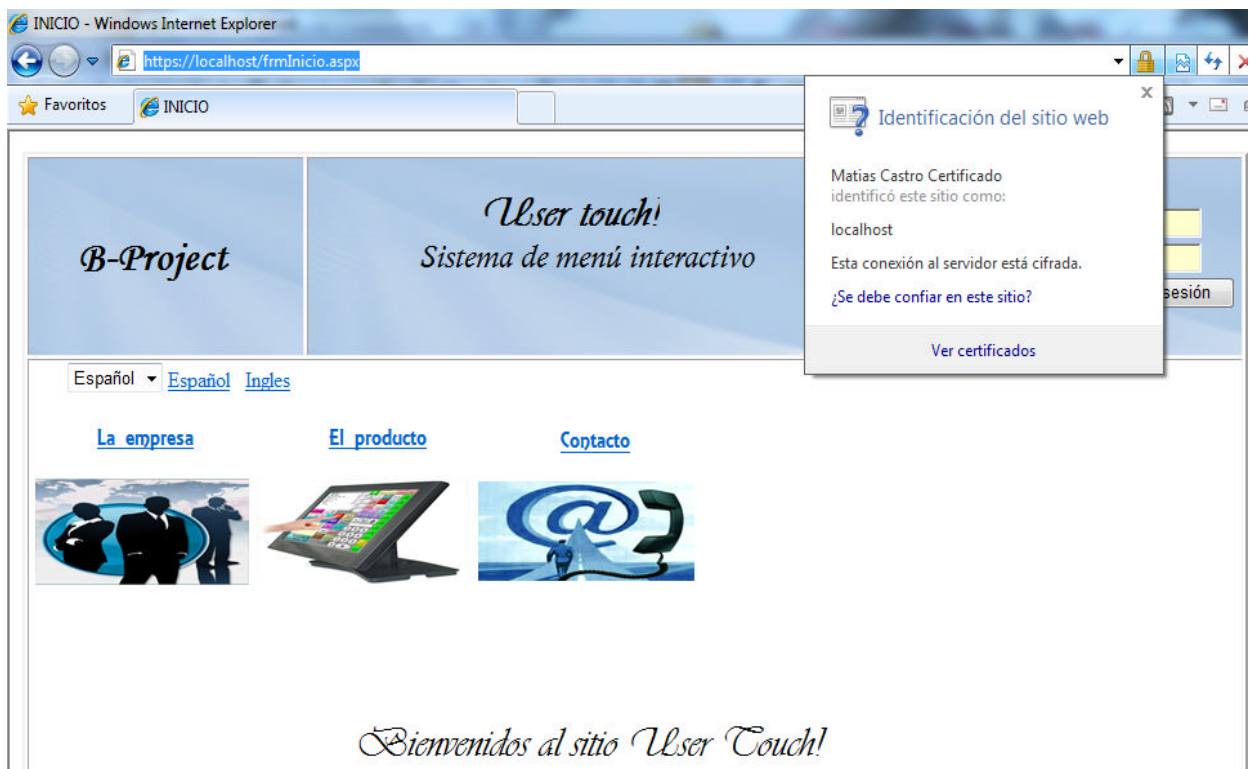 INICIO - Windows Internet Explorer
https://localhost/frmInicio.aspx
Favoritos
INICIO
Identificación del sitio web
Matias Castro Certificado
identificó este sitio como:
localhost
Esta conexión al servidor está cifrada.
¿Se debe confiar en este sitio?
Ver certificados
B-Project
User touch!
Sistema de menú interactivo
sesión
Español Español Ingles
La empresa El producto Contacto
Bienvenidos al sitio User Touch!